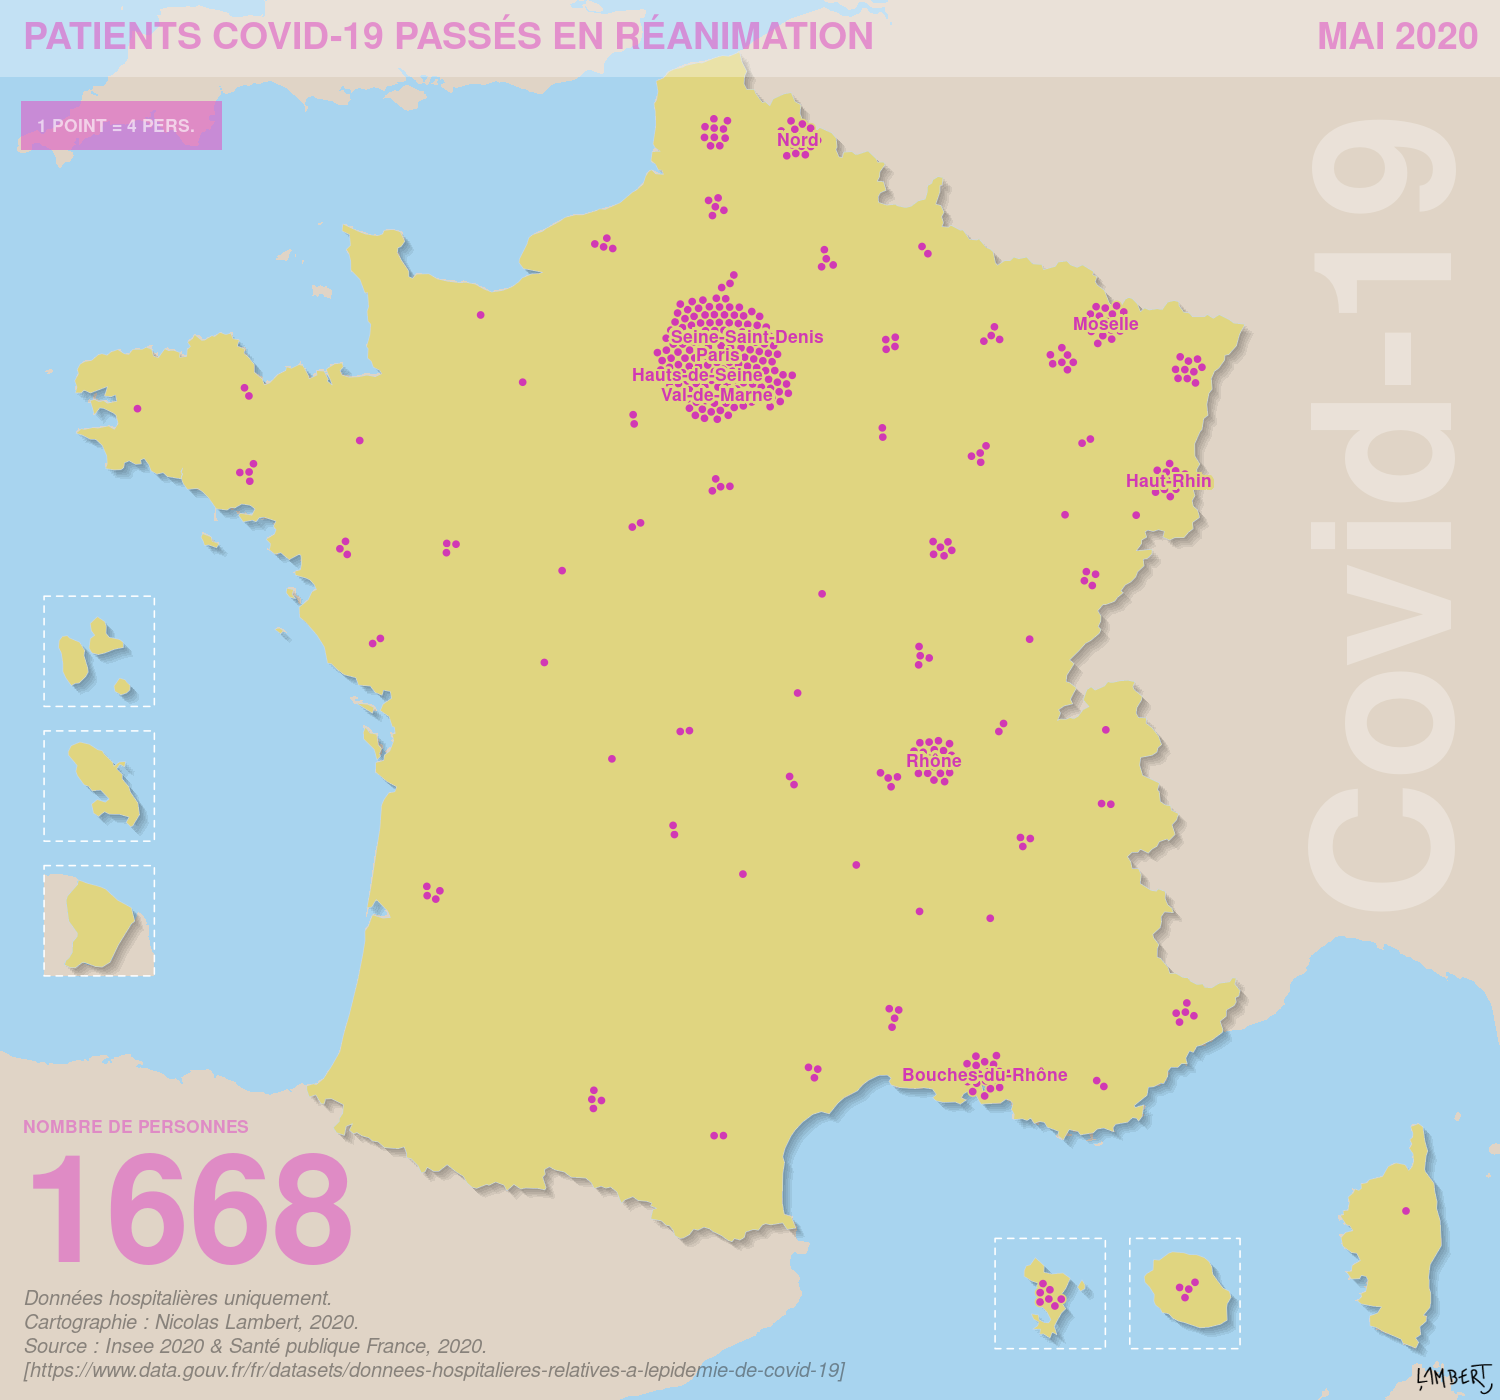 PATIENTS COVID-19 PASSÉS EN RÉANIMATION
MAI 2020
1 POINT = 4 PERS.
Covid-19
Nord
Moselle
Seine-Saint-Denis
Paris
Hauts-de-Seine
Val-de-Marne
Haut-Rhin
Rhône
Bouches-du-Rhône
NOMBRE DE PERSONNES
1668
Données hospitalières uniquement.
Cartographie : Nicolas Lambert, 2020.
Source : Insee 2020 & Santé publique France, 2020.
[https://www.data.gouv.fr/fr/datasets/donnees-hospitalieres-relatives-a-lepidemie-de-covid-19]
LAMBERT